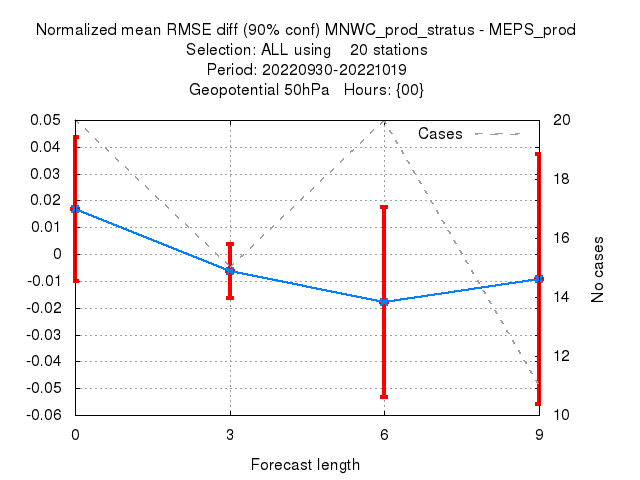 Normalized mean RMSE diff (90% conf) MNWC_prod_stratus - MEPS_prod
Selection: ALL using    20 stations
Period: 20220930-20221019
Geopotential 50hPa   Hours: {00}
Cases
0.05
0.04
0.03
0.02
0.01
0
-0.01
-0.02
-0.03
-0.04
-0.05
-0.06
20
18
16
14
12
10
No cases
0 3 6 9
Forecast length